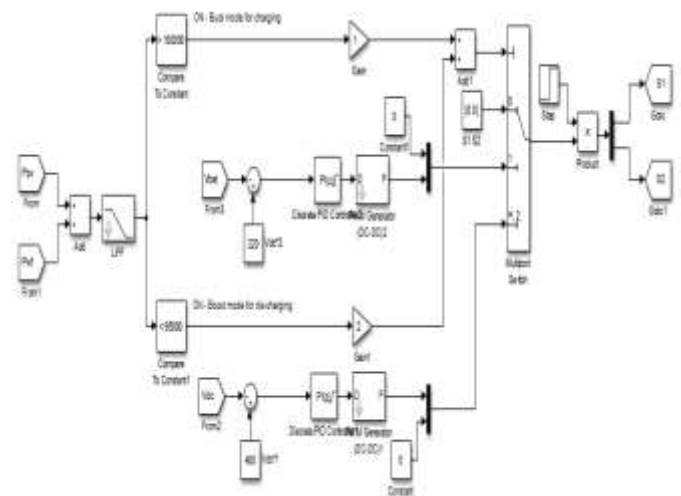 ON - Buck mode for charging
> 100000
Compare
To Constant
1
Gain
Add1
[0,0]
S1 S2
Step
Product
S1
Goto
S2
Goto1
0
Constant1
Ppv
From
Add
LPF
Pwf
From1
Vbat
From3
320
Vref2
Discrete PID Controller
PWM Generator
(DC-DC)2
Multiport
Switch
ON - Boost mode for dis-charging
< 95000
Compare
To Constant1
2
Gain1
Vdc
From2
400
Vref1
Discrete PID Controller
PWM Generator
(DC-DC)1
0
Constant